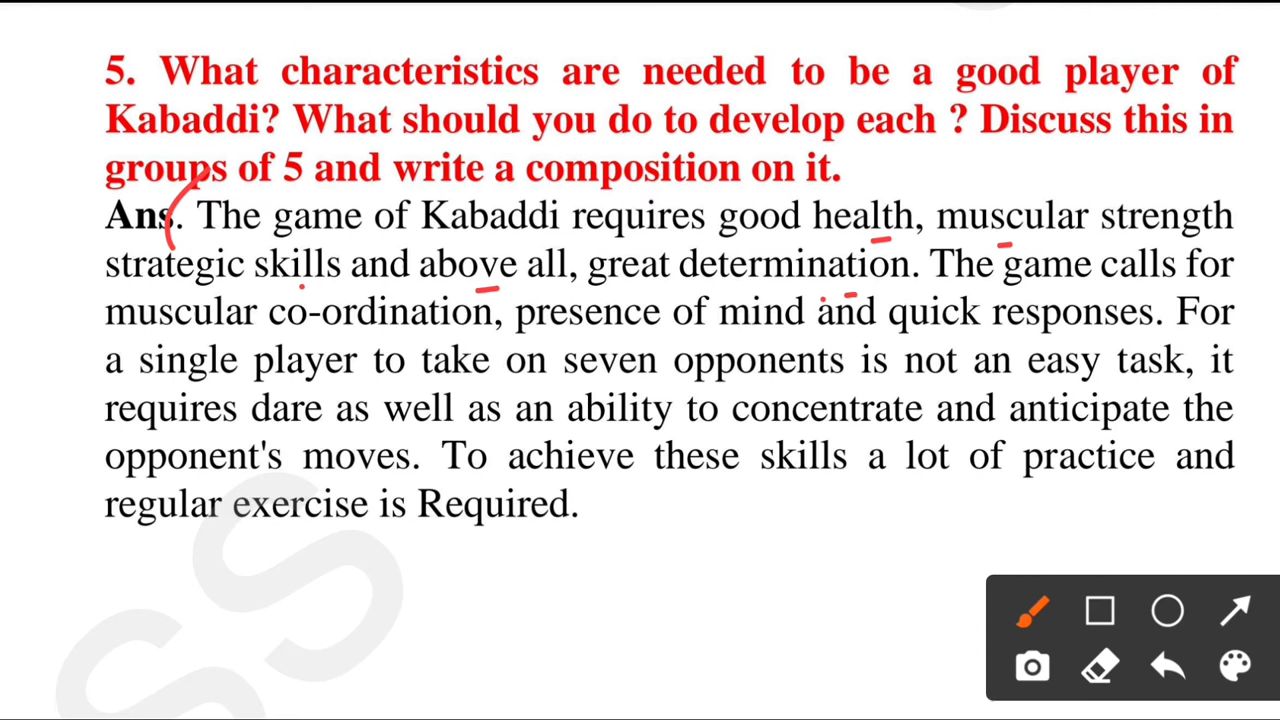 5. What characteristics are needed to be a good player of
Kabaddi? What should you do to develop each ? Discuss this in
groups of 5 and write a composition on it.
Ans. The game of Kabaddi requires good health, muscular strength
strategic skills and above all, great determination. The game calls for
muscular co-ordination, presence of mind and quick responses. For
a single player to take on seven opponents is not an easy task, it
requires dare as well as an ability to concentrate and anticipate the
opponent's moves. To achieve these skills a lot of practice and
regular exercise is Required.
SS